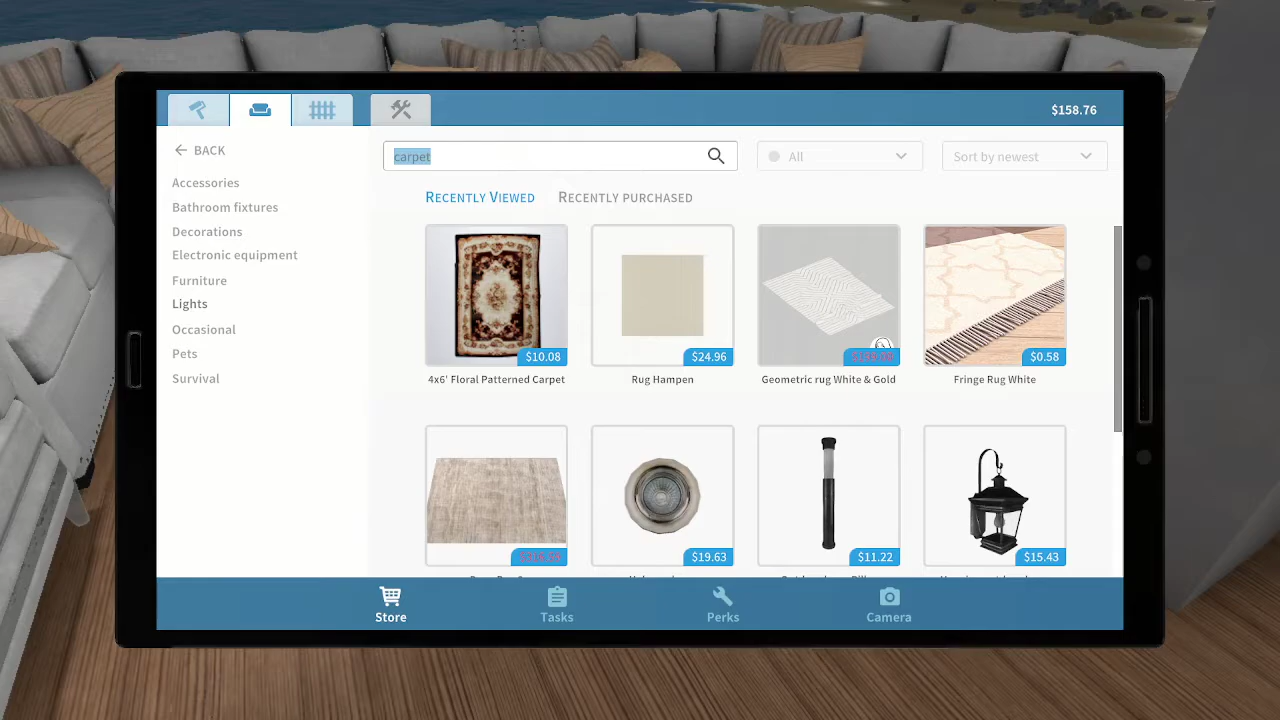 $158.76
BACK
Accessories
Bathroom fixtures
Decorations
Electronic equipment
Furniture
Lights
Occasional
Pets
Survival
carpet
All
Sort by newest
RECENTLY VIEWED
RECENTLY PURCHASED
$10.08
$24.96
$0.58
4x6' Floral Patterned Carpet
Rug Hampen
Geometric rug White & Gold
Fringe Rug White
$19.63
$11.22
$15.43
Store
Tasks
Perks
Camera